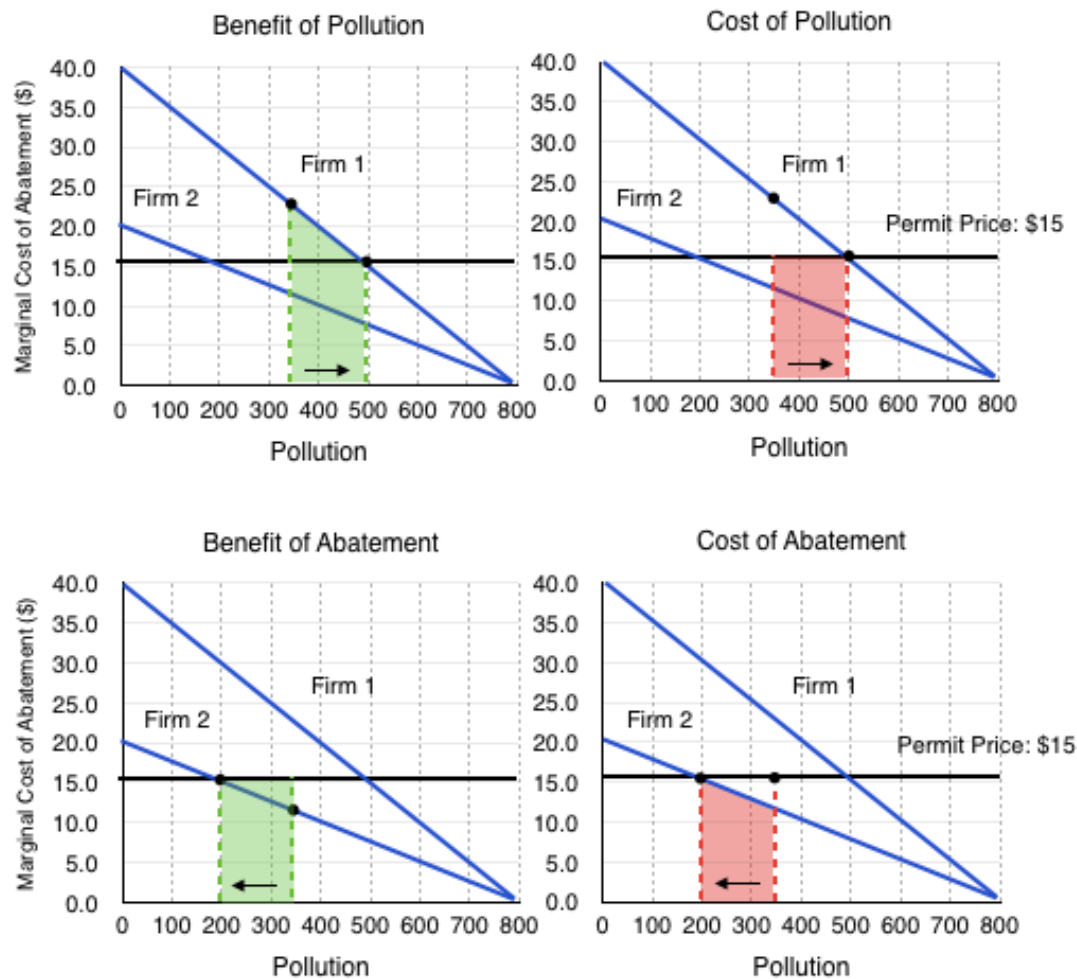 Benefit of Pollution
Marginal Cost of Abatement ($)
40.0
35.0
30.0
25.0
20.0
15.0
10.0
5.0
0.0
Firm 1
Firm 2
0 100 200 300 400 500 600 700 800
Pollution
Cost of Pollution
40.0
35.0
30.0
25.0
20.0
15.0
10.0
5.0
0.0
Firm 1
Firm 2
Permit Price: $15
0 100 200 300 400 500 600 700 800
Pollution
Benefit of Abatement
Marginal Cost of Abatement ($)
40.0
35.0
30.0
25.0
20.0
15.0
10.0
5.0
0.0
Firm 1
Firm 2
0 100 200 300 400 500 600 700 800
Pollution
Cost of Abatement
40.0
35.0
30.0
25.0
20.0
15.0
10.0
5.0
0.0
Firm 1
Firm 2
Permit Price: $15
0 100 200 300 400 500 600 700 800
Pollution